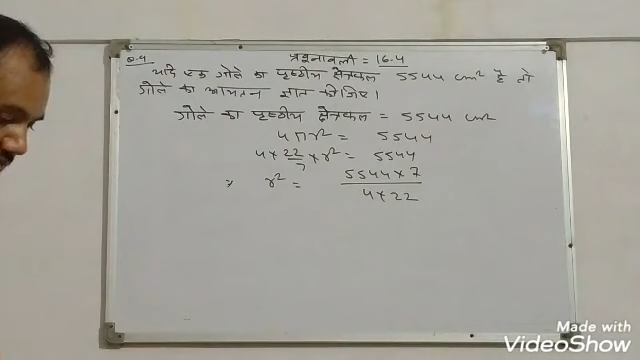 Q.9 प्रश्नावली = 16.4
यदि एक गोले का पृष्ठीय क्षेत्रफल 5544 cm² है तो
गोले का आयतन ज्ञात कीजिए।
गोले का पृष्ठीय क्षेत्रफल = 5544 cm²
4πr² = 5544
4 × 22/7 × r² = 5544
r² = 5544 × 7 / 4 × 22
Made with
VideoShow